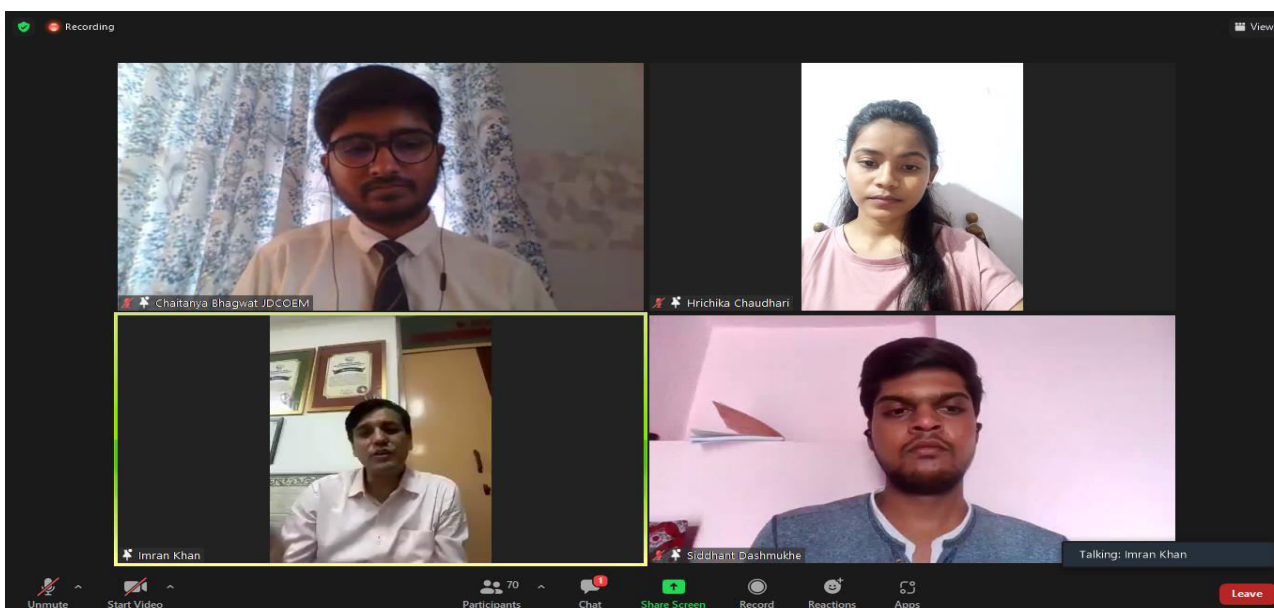 Recording
View
Chaitanya Bhagwat JDCOEM
Hrichika Chaudhari
Imran Khan
Siddhant Dashmukhe
Talking: Imran Khan
Unmute
Start Video
70
Participants
1
Chat
Share Screen
Record
Reactions
Apps
Leave